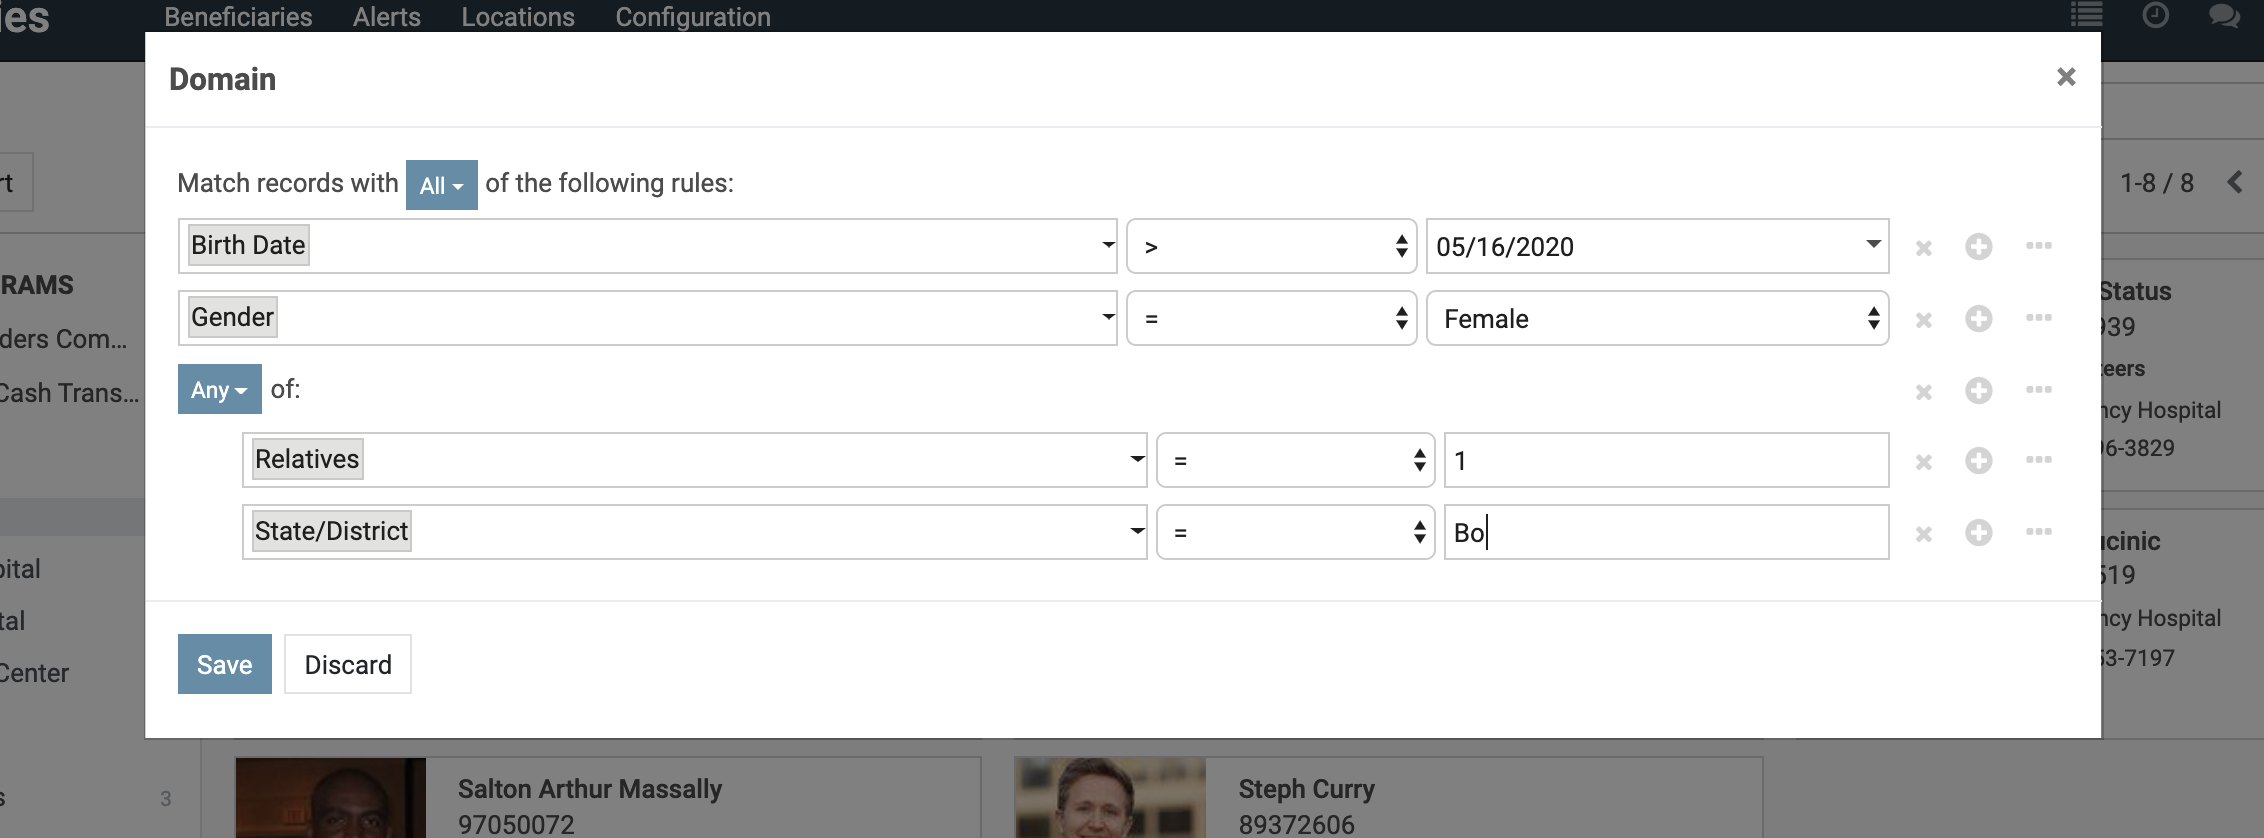 ies Beneficiaries Alerts Locations Configuration
Domain
rt
Match records with All of the following rules:
1-8 / 8
Birth Date > 05/16/2020
RAMS
Status
Gender = Female
939
ders Com...
teers
Cash Trans...
Any of:
ncy Hospital
96-3829
Relatives = 1
State/District = Bo
ucinic
pital
519
tal
ncy Hospital
Center
Save Discard
53-7197
s 3
Salton Arthur Massally
97050072
Steph Curry
89372606